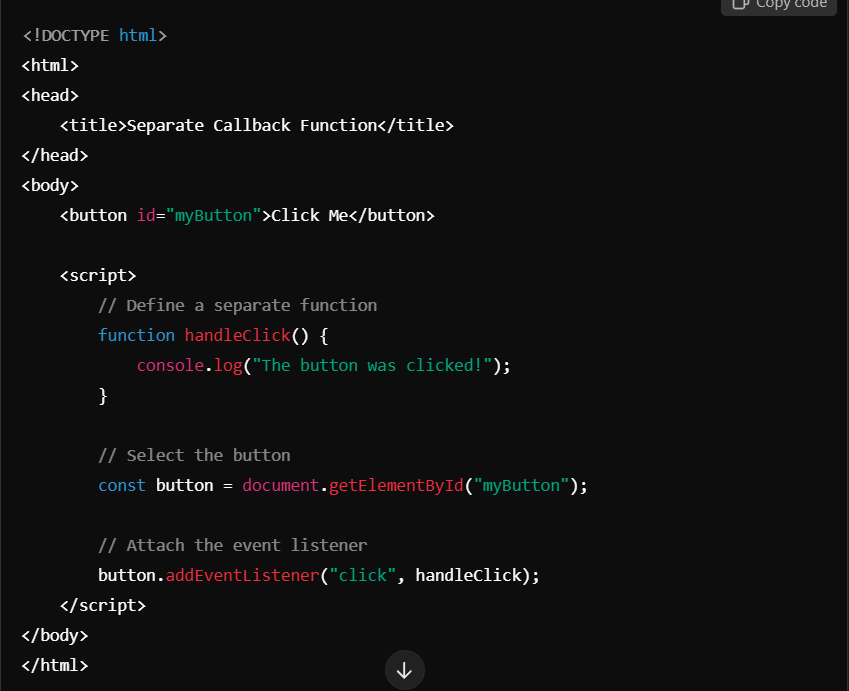 Copy code
<!DOCTYPE html>
<html>
<head>
    <title>Separate Callback Function</title>
</head>
<body>
    <button id="myButton">Click Me</button>

    <script>
        // Define a separate function
        function handleClick() {
            console.log("The button was clicked!");
        }

        // Select the button
        const button = document.getElementById("myButton");

        // Attach the event listener
        button.addEventListener("click", handleClick);
    </script>
</body>
</html>